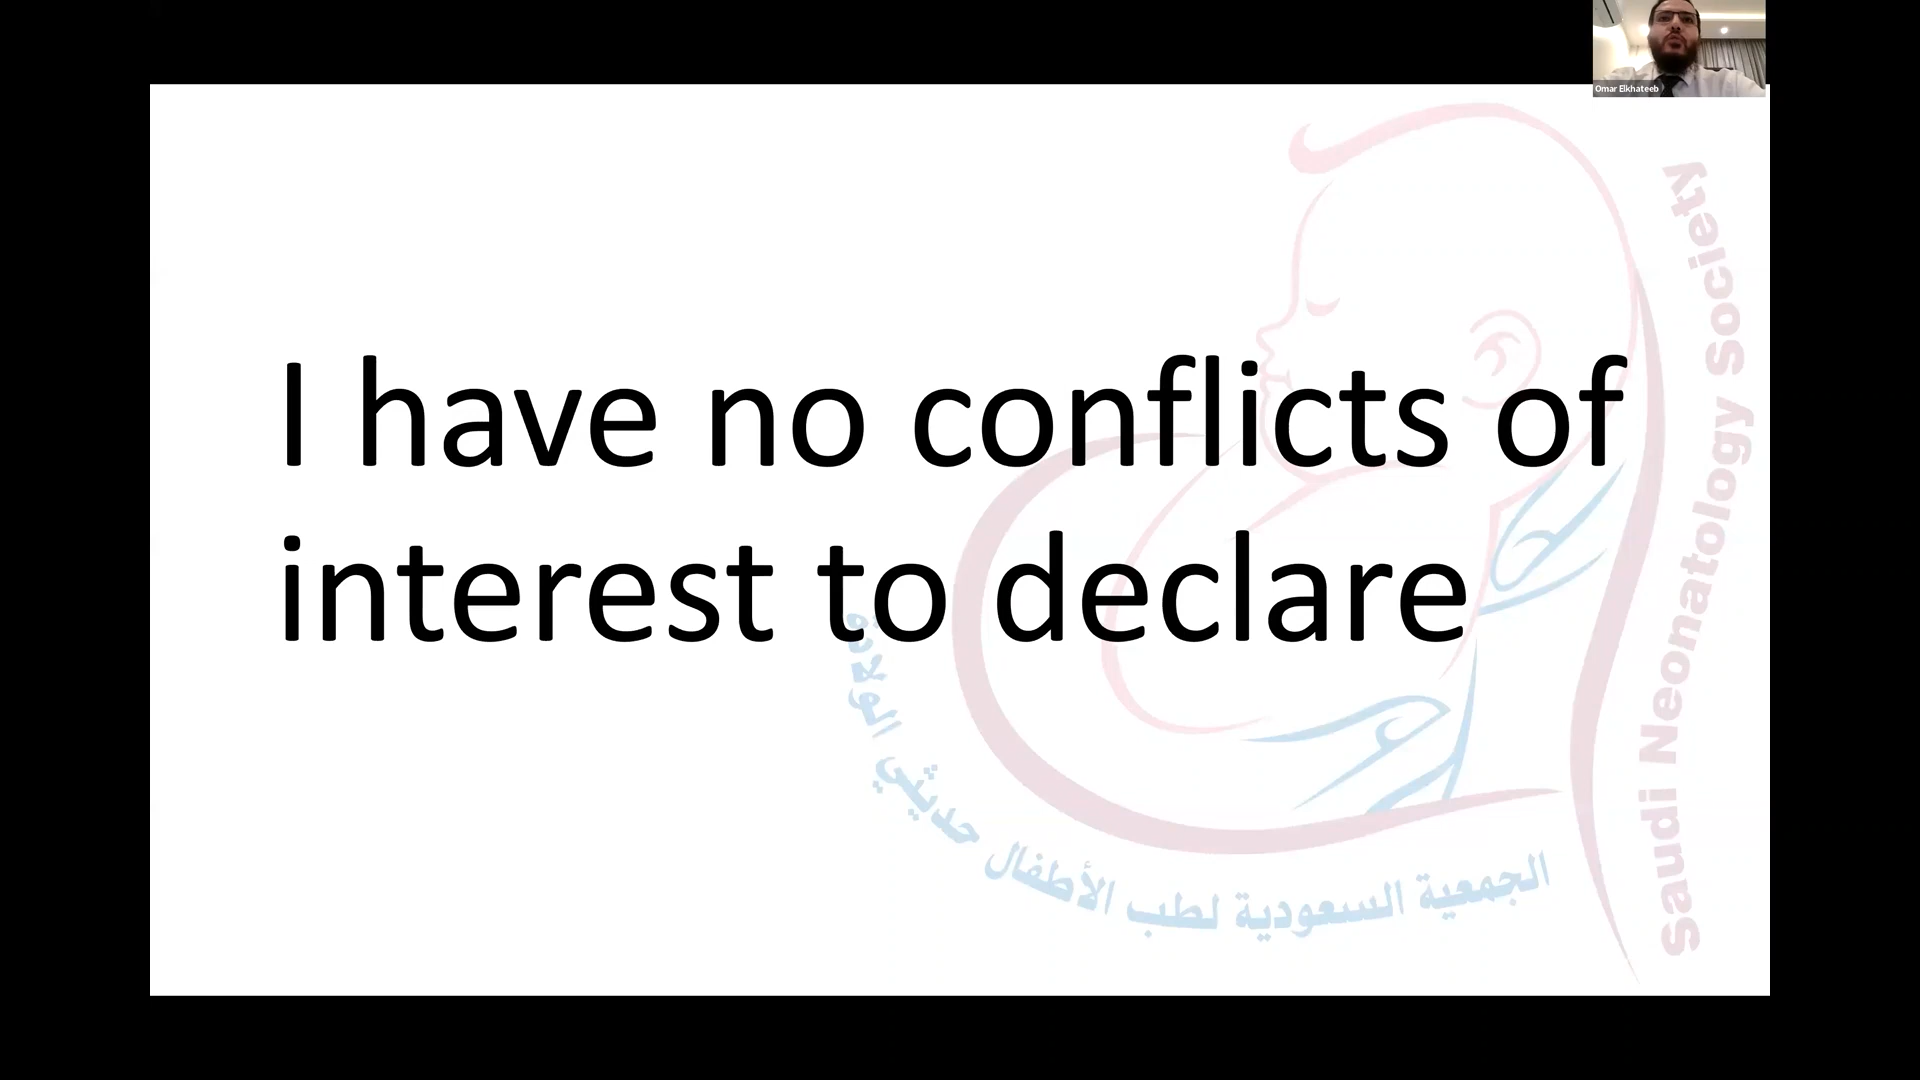 Omar Elkhateeb
I have no conflicts of
interest to declare
Saudi Neonatology Society
الجمعية السعودية لطب الأطفال حديثي الولادة